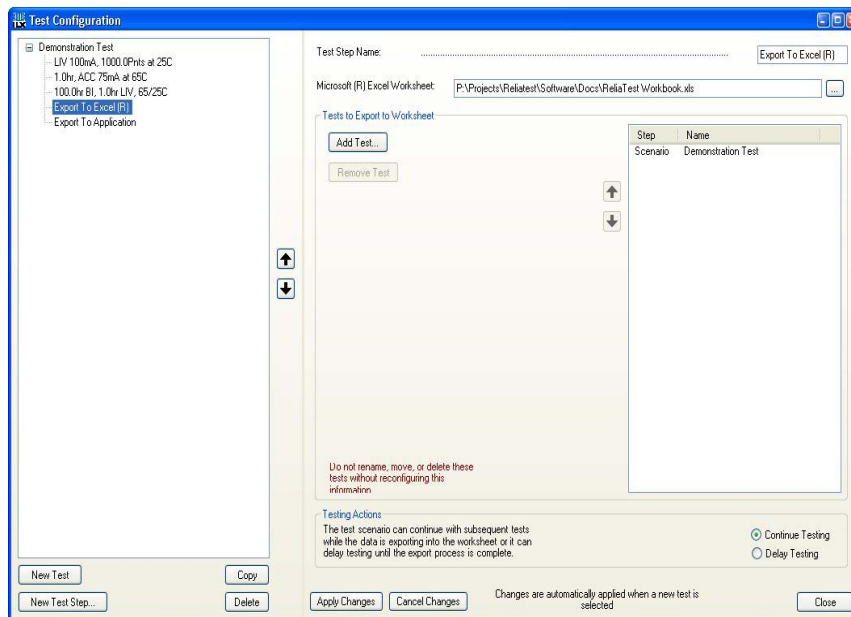 Test Configuration
Demonstration Test
LIV 100mA, 1000.0Pnts at 25C
1.0hr, ACC 75mA at 65C
100.0hr BI, 1.0hr LIV, 65/25C
Export To Excel (R)
Export To Application
New Test
Copy
New Test Step...
Delete
Test Step Name:
Export To Excel (R)
Microsoft (R) Excel Worksheet:
P:\Projects\Reliatest\Software\Docs\ReliaTest Workbook.xls
...
Tests to Export to Worksheet
Add Test...
Remove Test
Step Name
Scenario Demonstration Test
Do not rename, move, or delete these
tests without reconfiguring this
information
Testing Actions
The test scenario can continue with subsequent tests
while the data is exporting into the worksheet or it can
delay testing until the export process is complete.
Continue Testing
Delay Testing
Apply Changes
Cancel Changes
Changes are automatically applied when a new test is
selected
Close